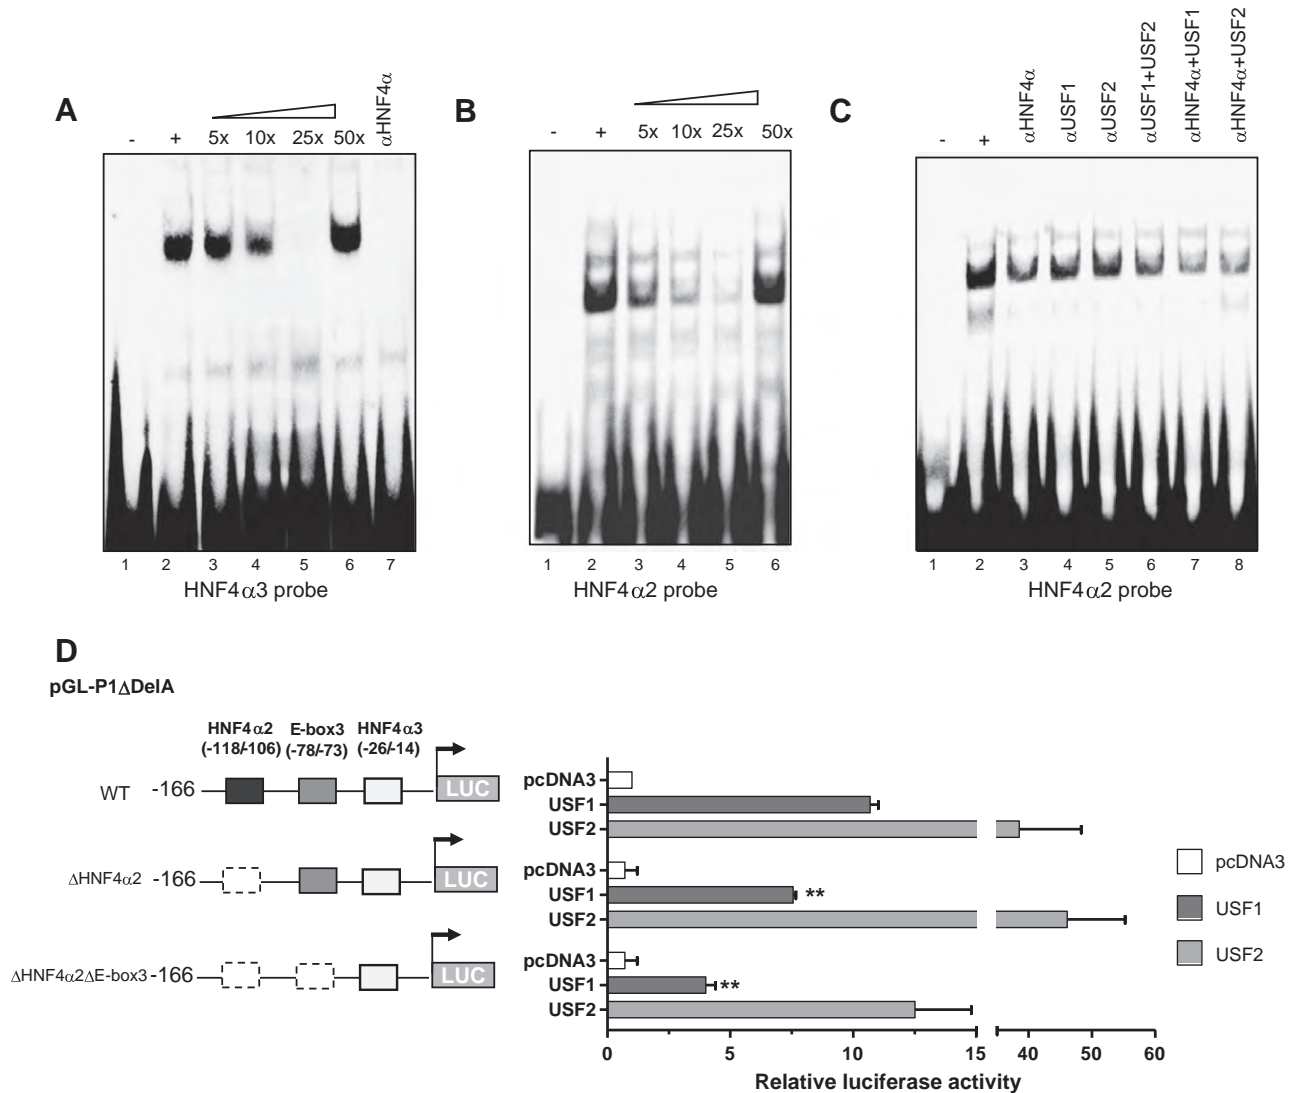 A
- + 5x 10x 25x 50x αHNF4α
1 2 3 4 5 6 7
HNF4α3 probe
B
- + 5x 10x 25x 50x
1 2 3 4 5 6
HNF4α2 probe
C
- + αHNF4α αUSF1 αUSF2 αUSF1+USF2 αHNF4α+USF1 αHNF4α+USF2
1 2 3 4 5 6 7 8
HNF4α2 probe
D
pGL-P1ΔDelA
HNF4α2 E-box3 HNF4α3
(-118/-106) (-78/-73) (-26/-14)
WT -166 LUC
ΔHNF4α2 -166 LUC
ΔHNF4α2ΔE-box3 -166 LUC
pcDNA3
USF1
USF2
pcDNA3
USF1 **
USF2
pcDNA3
USF1 **
USF2
0 5 10 15 40 50 60
Relative luciferase activity
pcDNA3
USF1
USF2